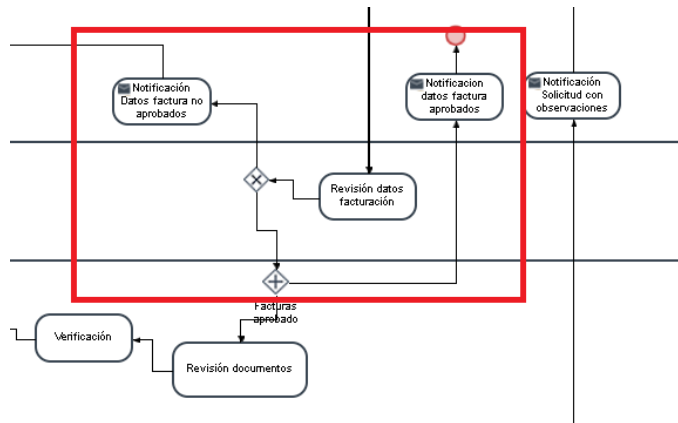 Notificación
Datos factura no
aprobados
Notificacion
datos factura
aprobados
Notificación
Solicitud con
observaciones
Revisión datos
facturación
Facturas
aprobado
Verificación
Revisión documentos